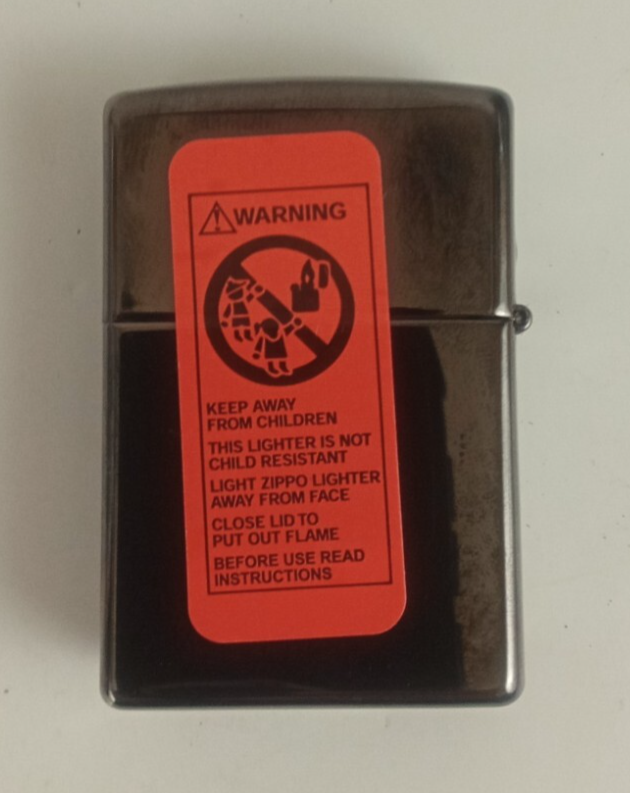 WARNING
KEEP AWAY
FROM CHILDREN
THIS LIGHTER IS NOT
CHILD RESISTANT
LIGHT ZIPPO LIGHTER
AWAY FROM FACE
CLOSE LID TO
PUT OUT FLAME
BEFORE USE READ
INSTRUCTIONS